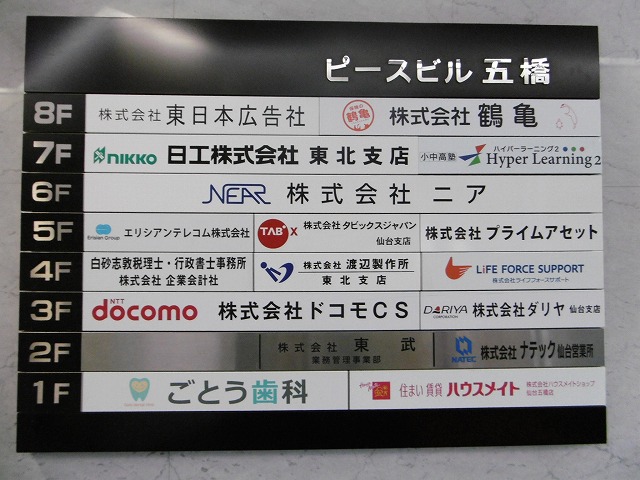 ピースビル 五橋
8F 株式会社 東日本広告社 鶴亀 株式会社 鶴亀
7F NIKKO 日工株式会社 東北支店 小中高塾 ハイパーラーニング2
Hyper Learning 2
6F NEAR 株式会社 ニア
5F Erisian Group エリシアンテレコム株式会社 TABIX 株式会社 タビックスジャパン
仙台支店 株式会社 プライムアセット
4F 白砂志敦税理士・行政書士事務所
株式会社 企業会計社 株式会社 渡辺製作所
東北支店 LiFE FORCE SUPPORT
株式会社ライフフォースサポート
3F NTT
docomo 株式会社ドコモCS DARIYA 株式会社ダリヤ 仙台支店
2F 株式会社 東武
業務管理事業部 NATEC 株式会社 ナテック 仙台営業所
1F ごとう歯科 住まい 賃貸 ハウスメイト 株式会社ハウスメイトショップ
仙台五橋店